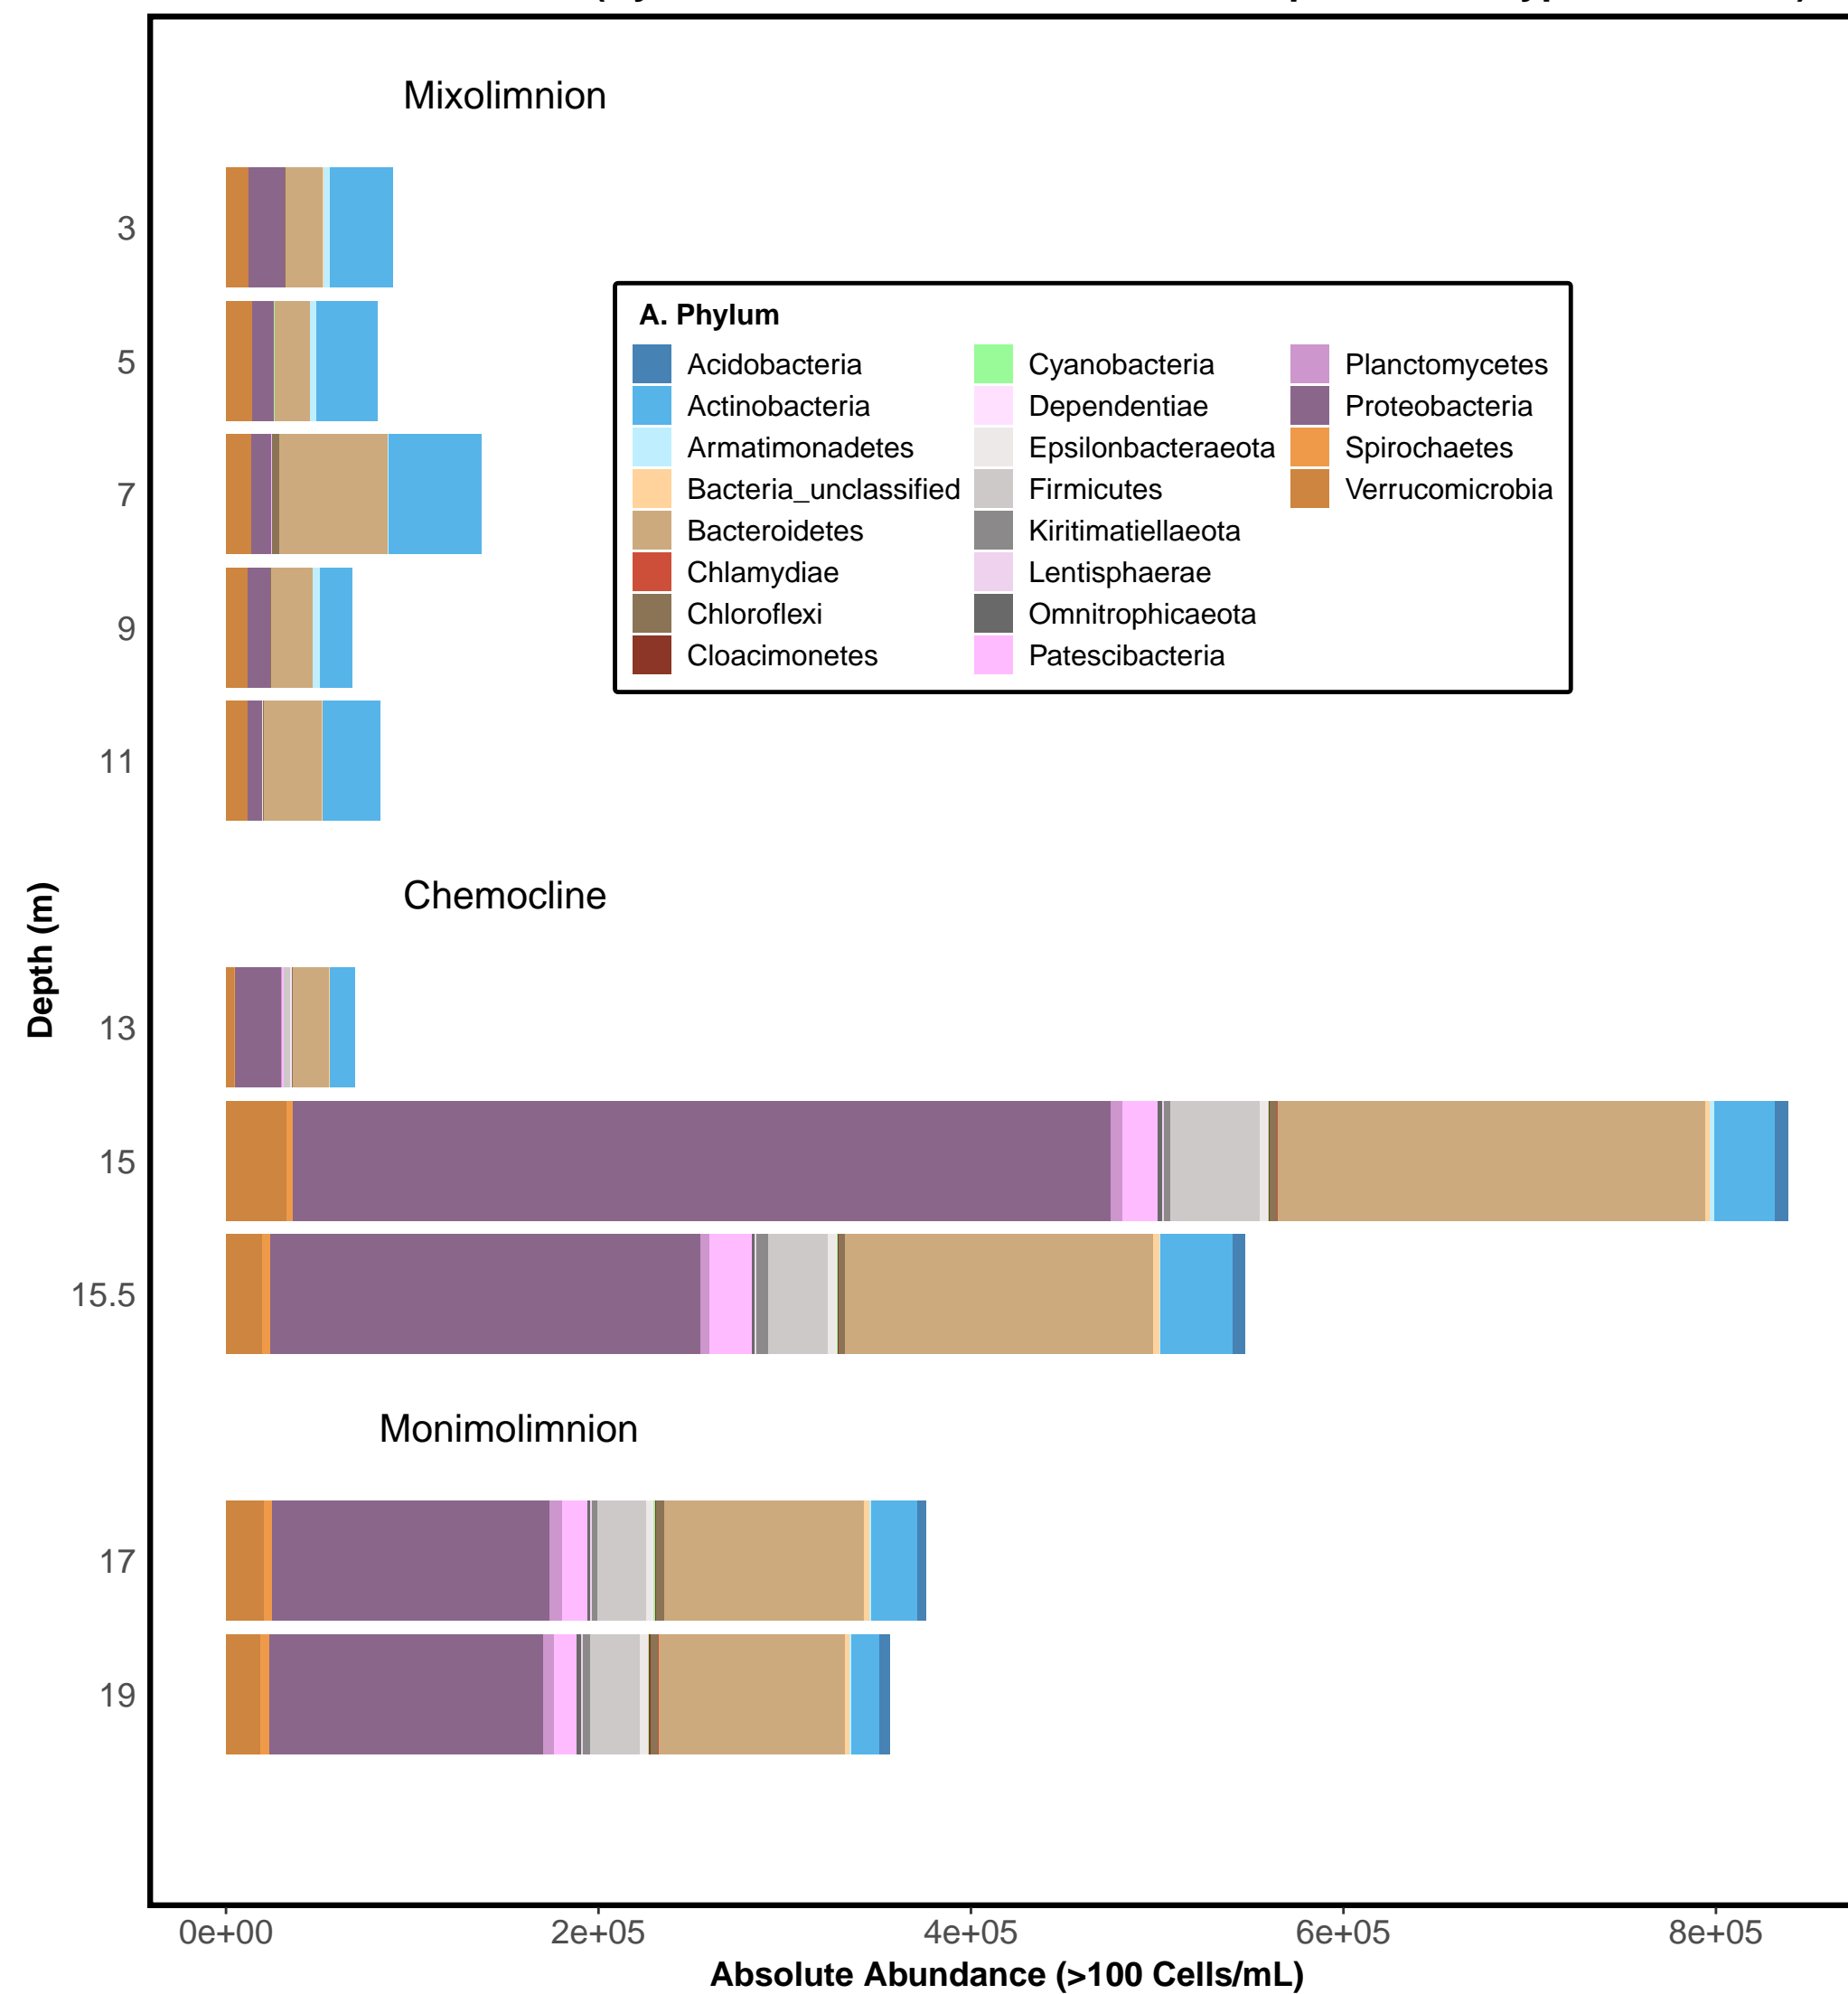 Mixolimnion
3
5
7
9
11
A. Phylum
Acidobacteria
Actinobacteria
Armatimonadetes
Bacteria_unclassified
Bacteroidetes
Chlamydiae
Chloroflexi
Cloacimonetes
Cyanobacteria
Dependentiae
Epsilonbacteraeota
Firmicutes
Kiritimatiellaeota
Lentisphaerae
Omnitrophicaeota
Patescibacteria
Planctomycetes
Proteobacteria
Spirochaetes
Verrucomicrobia
Chemocline
Depth (m)
13
15
15.5
Monimolimnion
17
19
0e+00 2e+05 4e+05 6e+05 8e+05
Absolute Abundance (>100 Cells/mL)